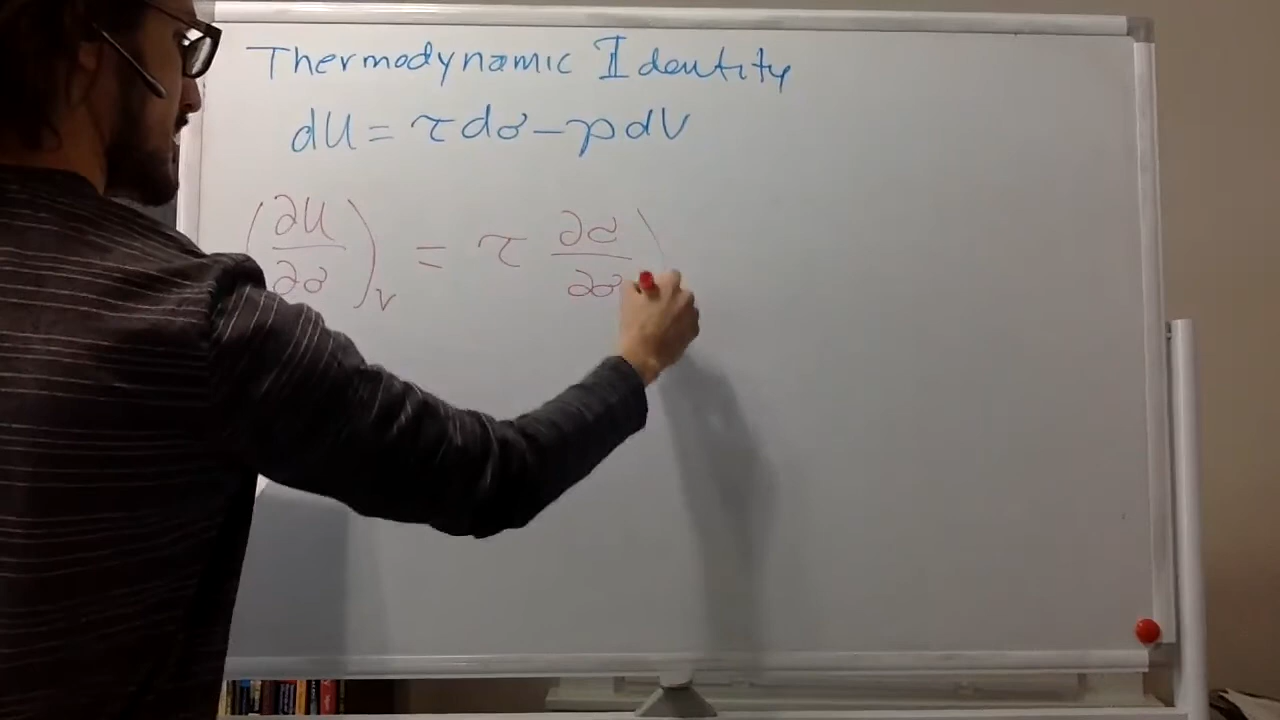 Thermodynamic Identity
dU = τdσ – pdV
(∂U/∂σ)_V = τ ∂σ/∂σ)